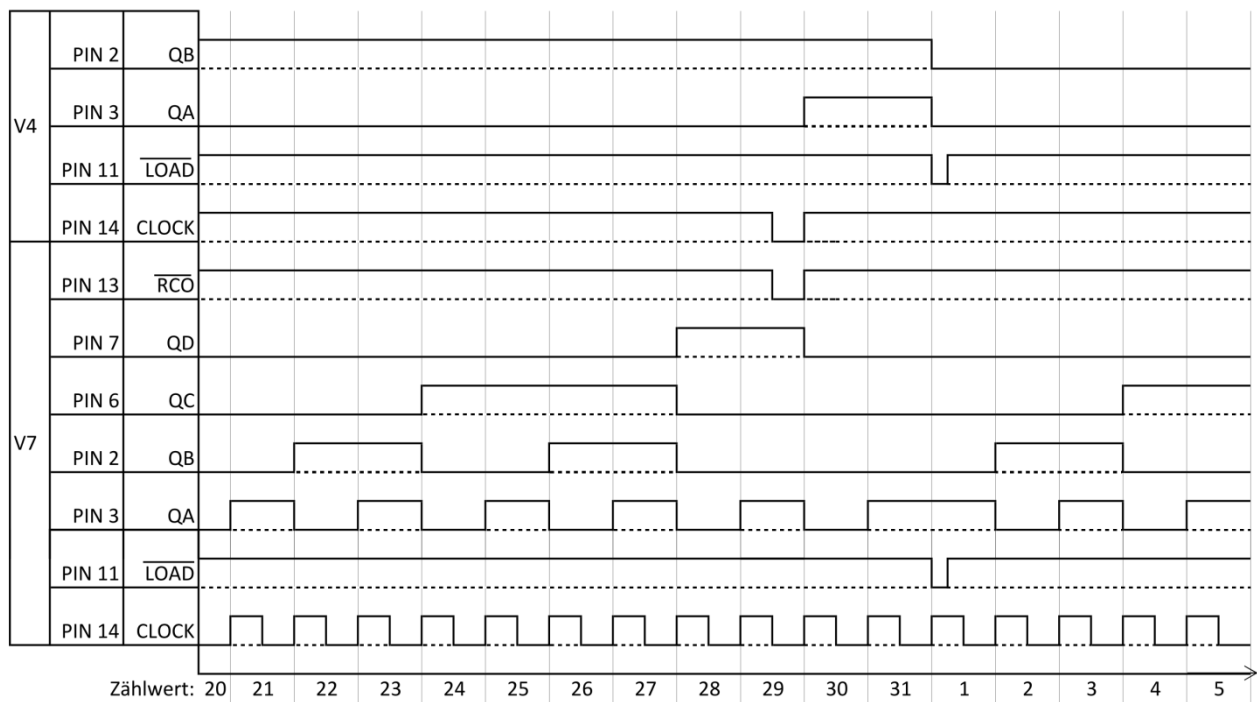 V4
PIN 2 QB
PIN 3 QA
PIN 11 LOAD
PIN 14 CLOCK
V7
PIN 13 RCO
PIN 7 QD
PIN 6 QC
PIN 2 QB
PIN 3 QA
PIN 11 LOAD
PIN 14 CLOCK
Zählwert: 20 21 22 23 24 25 26 27 28 29 30 31 1 2 3 4 5